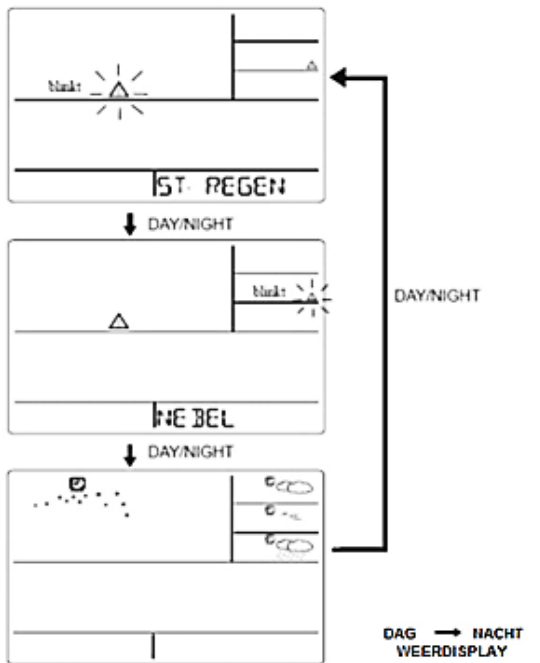 blinkt
ST. REGEN
DAY/NIGHT
blinkt
DAY/NIGHT
NEBEL
DAY/NIGHT
DAG → NACHT
WEERDISPLAY